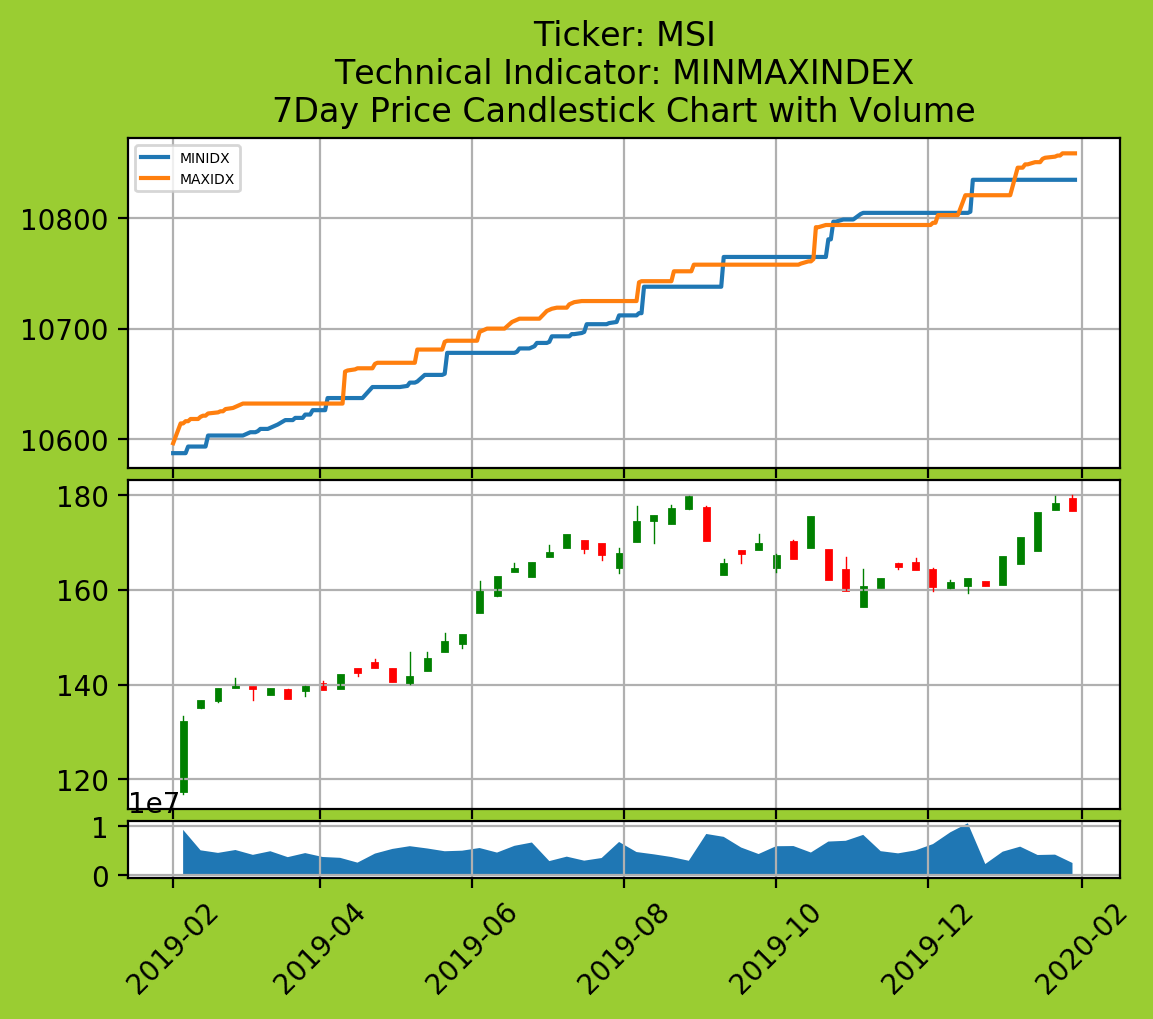 Ticker: MSI
Technical Indicator: MINMAXINDEX
7Day Price Candlestick Chart with Volume
MINIDX
MAXIDX
10800
10700
10600
180
160
140
120
1e7
1
0
2019-02
2019-04
2019-06
2019-08
2019-10
2019-12
2020-02